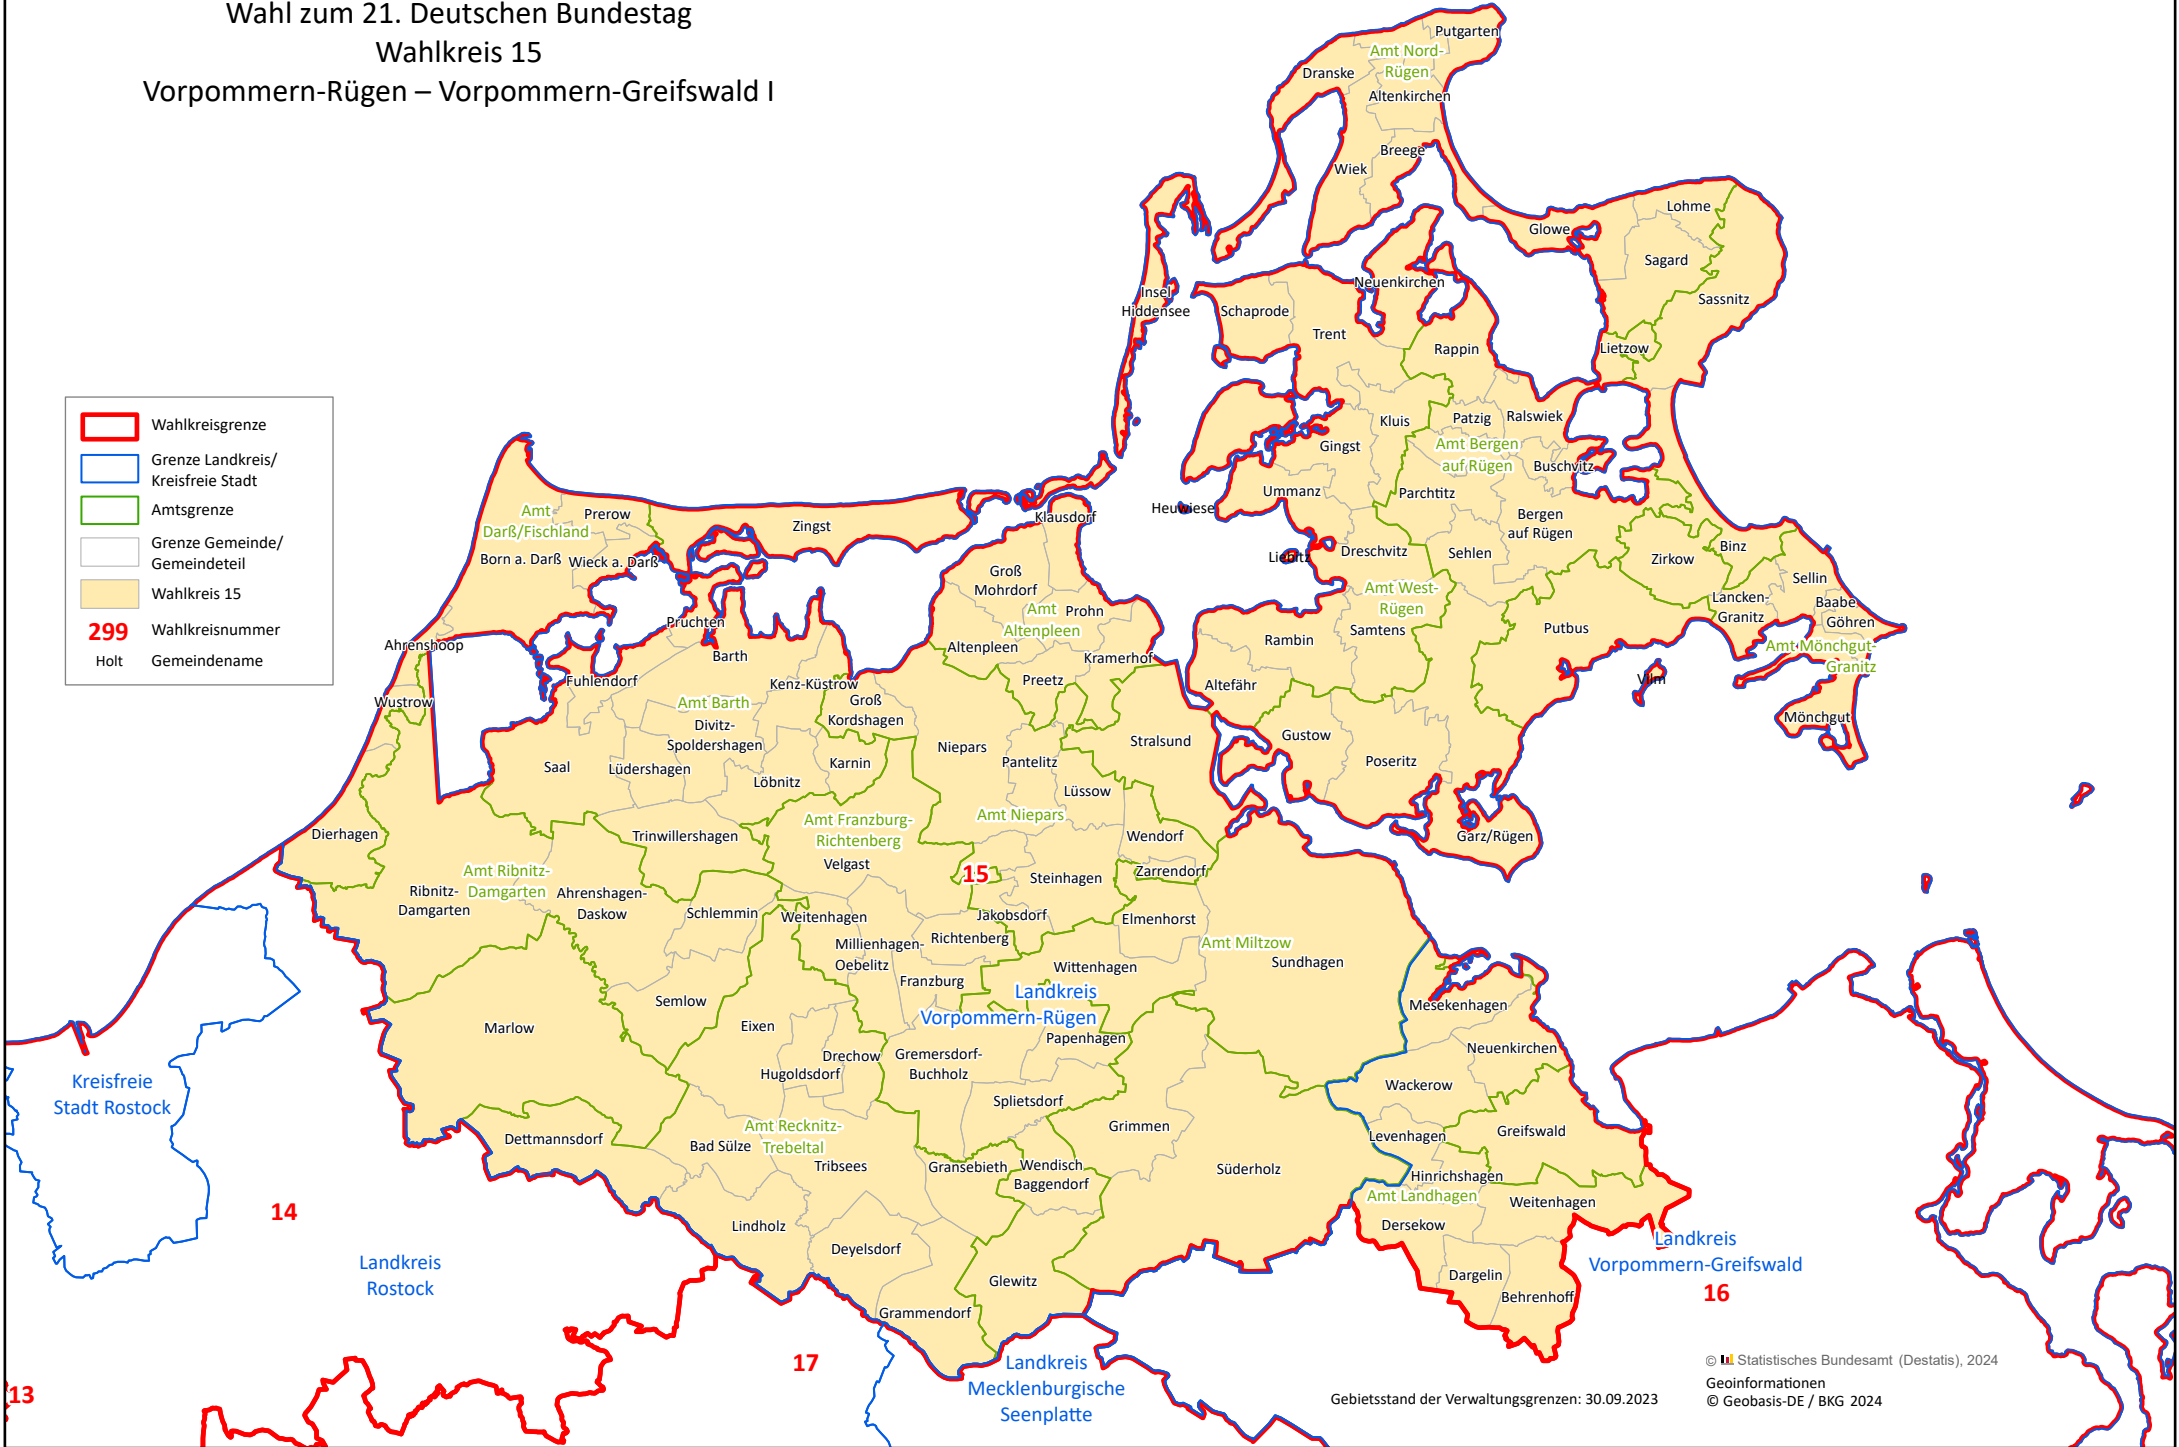 Wahl zum 21. Deutschen Bundestag
Wahlkreis 15
Vorpommern-Rügen – Vorpommern-Greifswald I
Wahlkreisgrenze
Grenze Landkreis/
Kreisfreie Stadt
Amtsgrenze
Grenze Gemeinde/
Gemeindeteil
Wahlkreis 15
299 Wahlkreisnummer
Holt Gemeindename
Putgarten
Amt Nord-
Rügen
Dranske
Altenkirchen
Breege
Wiek
Lohme
Glowe
Sagard
Sassnitz
Lietzow
Insel
Hiddensee
Schaprode
Neuenkirchen
Trent
Rappin
Kluis
Patzig
Ralswiek
Gingst
Amt Bergen
auf Rügen
Buschvitz
Ummanz
Parchtitz
Heuwiese
Bergen
auf Rügen
Liebitz
Dreschvitz
Sehlen
Zirkow
Binz
Sellin
Amt West-
Rügen
Lancken-
Granitz
Baabe
Göhren
Samtens
Putbus
Rambin
Amt Mönchgut-
Granitz
Altefähr
Vilm
Mönchgut
Gustow
Poseritz
Garz/Rügen
Amt
Darß/Fischland
Prerow
Zingst
Born a. Darß
Wieck a. Darß
Klausdorf
Groß
Mohrdorf
Amt
Altenpleen
Prohn
Altenpleen
Kramerhof
Preetz
Pruchten
Ahrenshoop
Barth
Fuhlendorf
Kenz-Küstrow
Wustrow
Amt Barth
Groß
Kordshagen
Divitz-
Spoldershagen
Niepars
Stralsund
Saal
Lüdershagen
Karnin
Pantelitz
Löbnitz
Lüssow
Dierhagen
Trinwillershagen
Amt Franzburg-
Richtenberg
Amt Niepars
Wendorf
Velgast
15
Zarrendorf
Steinhagen
Amt Ribnitz-
Damgarten
Ribnitz-
Damgarten
Ahrenshagen-
Daskow
Schlemmin
Weitenhagen
Jakobsdorf
Elmenhorst
Richtenberg
Millienhagen-
Oebelitz
Amt Miltzow
Sundhagen
Franzburg
Wittenhagen
Landkreis
Vorpommern-Rügen
Semlow
Marlow
Eixen
Papenhagen
Mesekenhagen
Drechow
Gremersdorf-
Buchholz
Neuenkirchen
Hugoldsdorf
Wackerow
Splietsdorf
Grimmen
Greifswald
Levenhagen
Dettmannsdorf
Bad Sülze
Amt Recknitz-
Trebeltal
Tribsees
Gransebieth
Wendisch
Baggendorf
Süderholz
Hinrichshagen
Amt Landhagen
Weitenhagen
Dersekow
Lindholz
Deyelsdorf
Glewitz
Dargelin
Behrenhoff
Grammendorf
Kreisfreie
Stadt Rostock
14
Landkreis
Rostock
13
17
Landkreis
Mecklenburgische
Seenplatte
Landkreis
Vorpommern-Greifswald
16
Gebietsstand der Verwaltungsgrenzen: 30.09.2023
© Statistisches Bundesamt (Destatis), 2024
Geoinformationen
© Geobasis-DE / BKG 2024